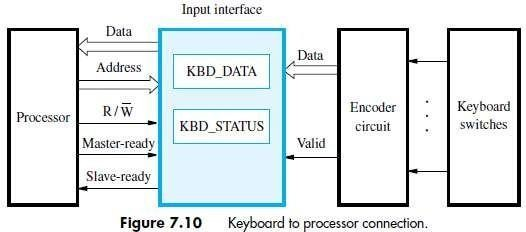 Input interface
Data
Address
R/W̅
Master-ready
Slave-ready
Processor
KBD_DATA
KBD_STATUS
Data
Valid
Encoder
circuit
Keyboard
switches
Figure 7.10 Keyboard to processor connection.